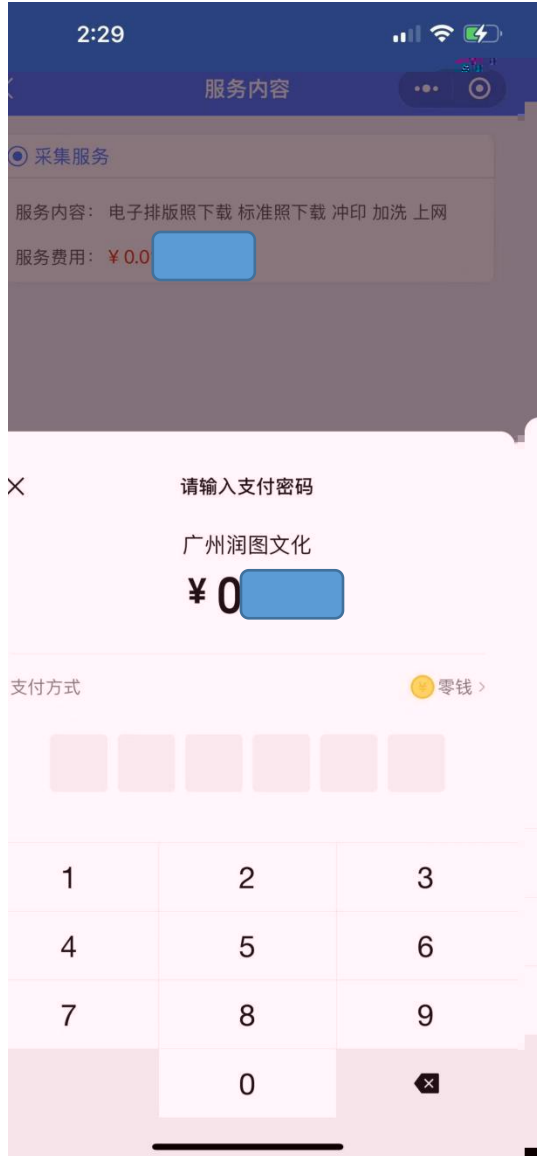 2:29
服务内容
采集服务
服务内容: 电子排版照下载 标准照下载 冲印 加洗 上网
服务费用: ¥ 0.0
请输入支付密码
广州润图文化
¥ 0
支付方式 零钱
1 2 3
4 5 6
7 8 9
0